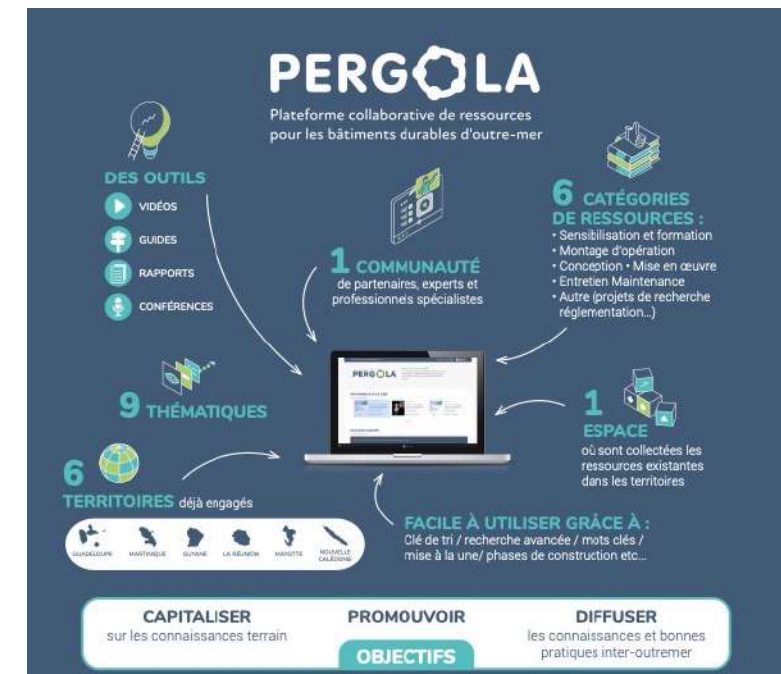 PERGOLA
Plateforme collaborative de ressources
pour les bâtiments durables d'outre-mer
DES OUTILS
VIDÉOS
GUIDES
RAPPORTS
CONFÉRENCES
1 COMMUNAUTÉ
de partenaires, experts et
professionnels spécialistes
6 CATÉGORIES
DE RESSOURCES :
• Sensibilisation et formation
• Montage d'opération
• Conception • Mise en œuvre
• Entretien Maintenance
• Autre (projets de recherche
réglementation...)
PERGOLA
9 THÉMATIQUES
1
ESPACE
où sont collectées les
ressources existantes
dans les territoires
6
TERRITOIRES déjà engagés
GUADELOUPE
MARTINIQUE
GUYANE
LA RÉUNION
MAYOTTE
NOUVELLE
CALÉDONIE
FACILE À UTILISER GRÂCE À :
Clé de tri / recherche avancée / mots clés /
mise à la une/ phases de construction etc...
CAPITALISER
sur les connaissances terrain
PROMOUVOIR
DIFFUSER
les connaissances et bonnes
pratiques inter-outremer
OBJECTIFS